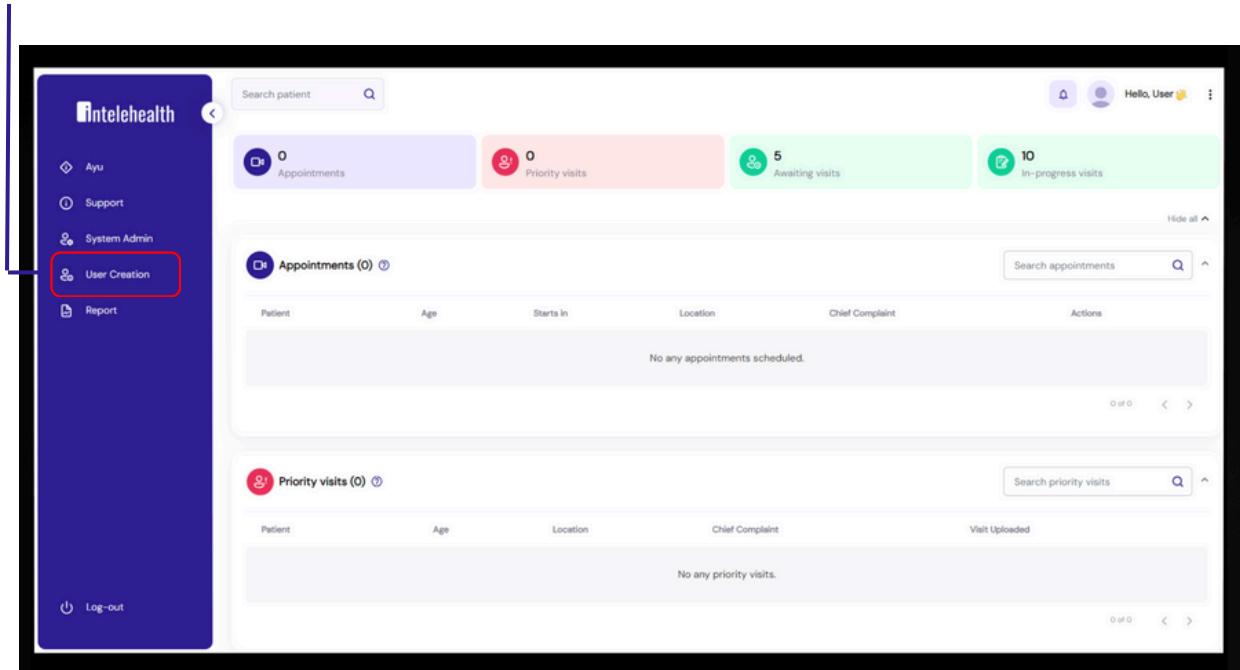 intelehealth
Ayu
Support
System Admin
User Creation
Report
Log-out
Search patient
Hello, User
0
Appointments
0
Priority visits
5
Awaiting visits
10
In-progress visits
Hide all
Appointments (0)
Search appointments
Patient Age Starts in Location Chief Complaint Actions
No any appointments scheduled.
0 of 0
Priority visits (0)
Search priority visits
Patient Age Location Chief Complaint Visit Uploaded
No any priority visits.
0 of 0